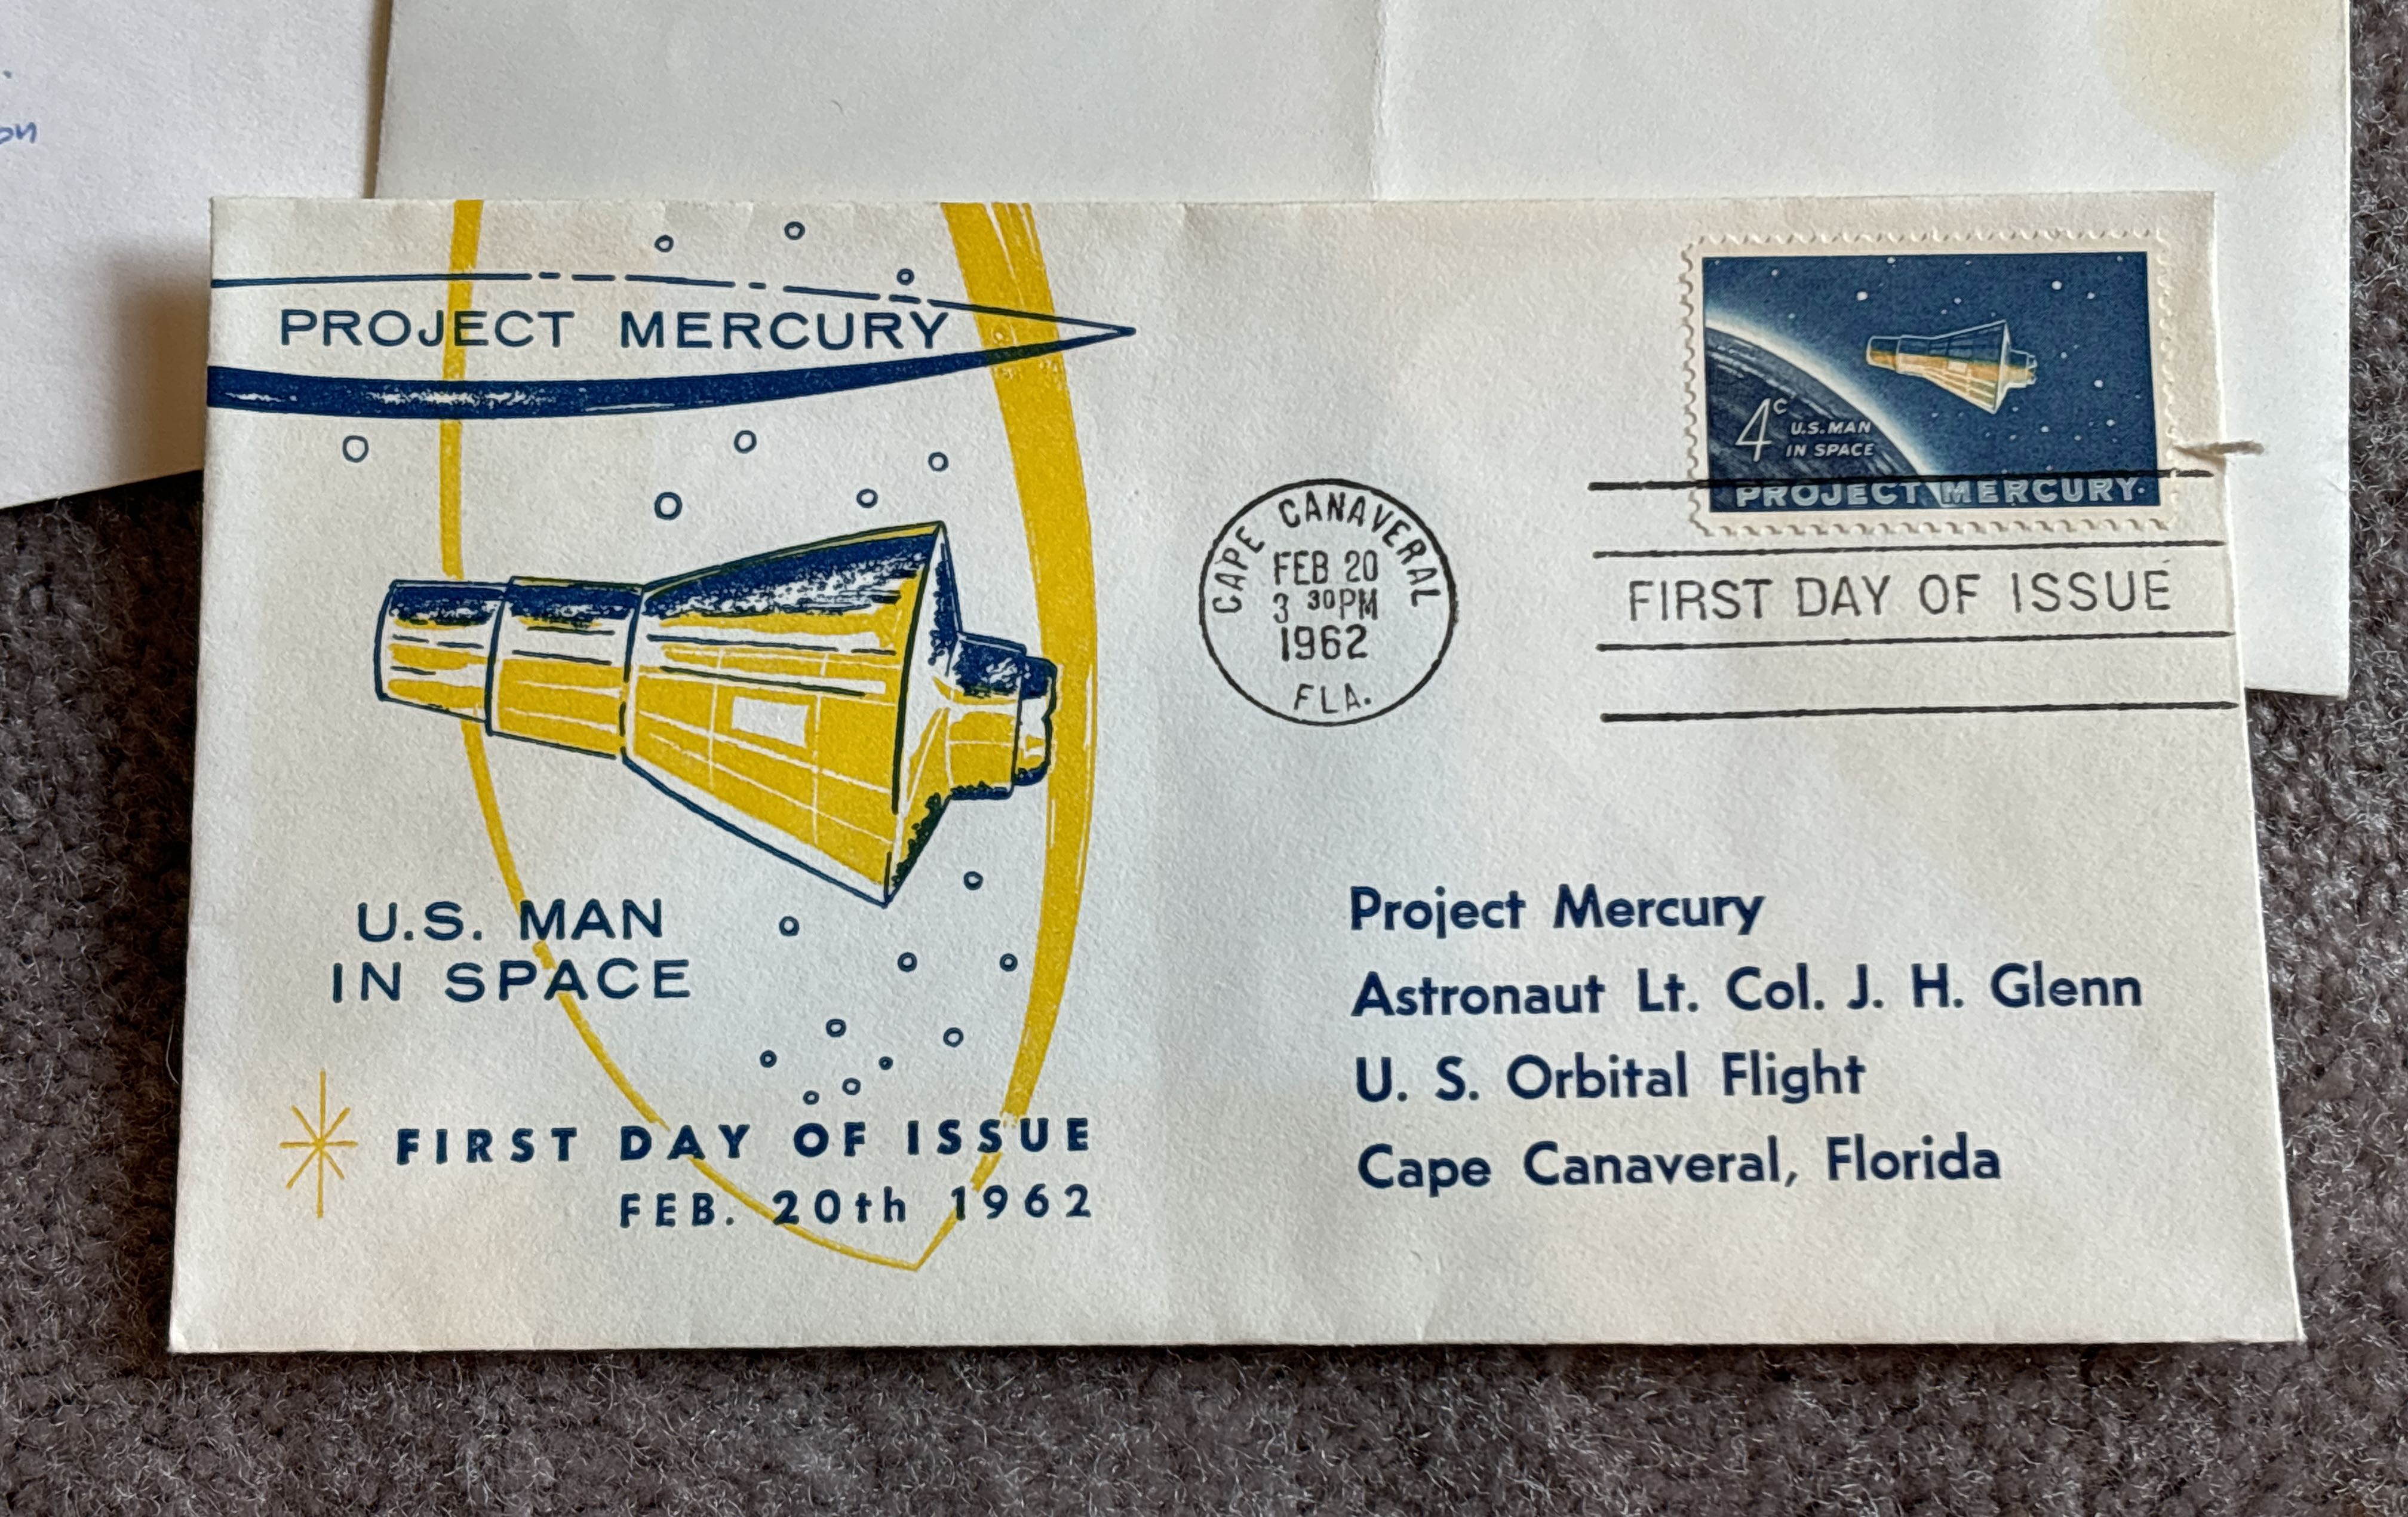 on
PROJECT MERCURY
U.S. MAN
IN SPACE
FIRST DAY OF ISSUE
FEB. 20th 1962
CAPE CANAVERAL
FEB 20
3 30PM
1962
FLA.
4c U.S. MAN
IN SPACE
PROJECT MERCURY
FIRST DAY OF ISSUE
Project Mercury
Astronaut Lt. Col. J. H. Glenn
U. S. Orbital Flight
Cape Canaveral, Florida